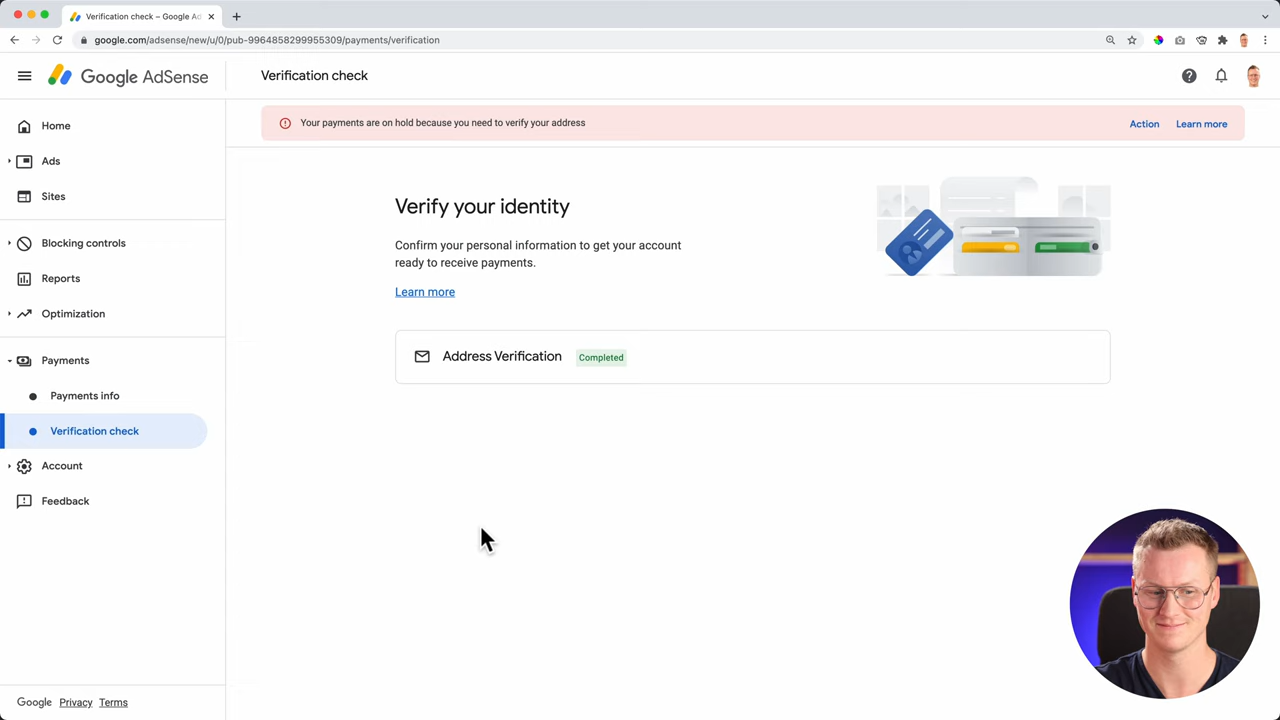 Verification check – Google Ad
google.com/adsense/new/u/0/pub-9964858299955309/payments/verification
Google AdSense
Verification check
Your payments are on hold because you need to verify your address
Action
Learn more
Home
Ads
Sites
Blocking controls
Reports
Optimization
Payments
Payments info
Verification check
Account
Feedback
Verify your identity
Confirm your personal information to get your account
ready to receive payments.
Learn more
Address Verification
Completed
Google
Privacy
Terms